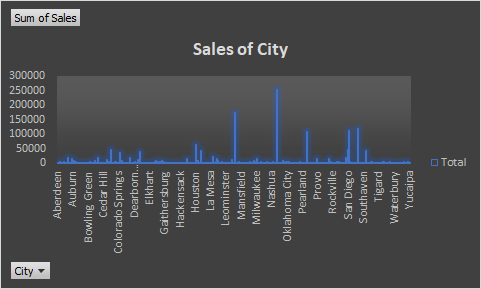 Sum of Sales
Sales of City
300000
250000
200000
150000
100000
50000
0
Aberdeen
Auburn
Bowling Green
Cedar Hill
Colorado Springs
Dearborn…
Elkhart
Gaithersburg
Hackensack
Houston
La Mesa
Leominster
Mansfield
Milwaukee
Nashua
Oklahoma City
Pearland
Provo
Rockville
San Diego
Southaven
Tigard
Waterbury
Yucaipa
Total
City